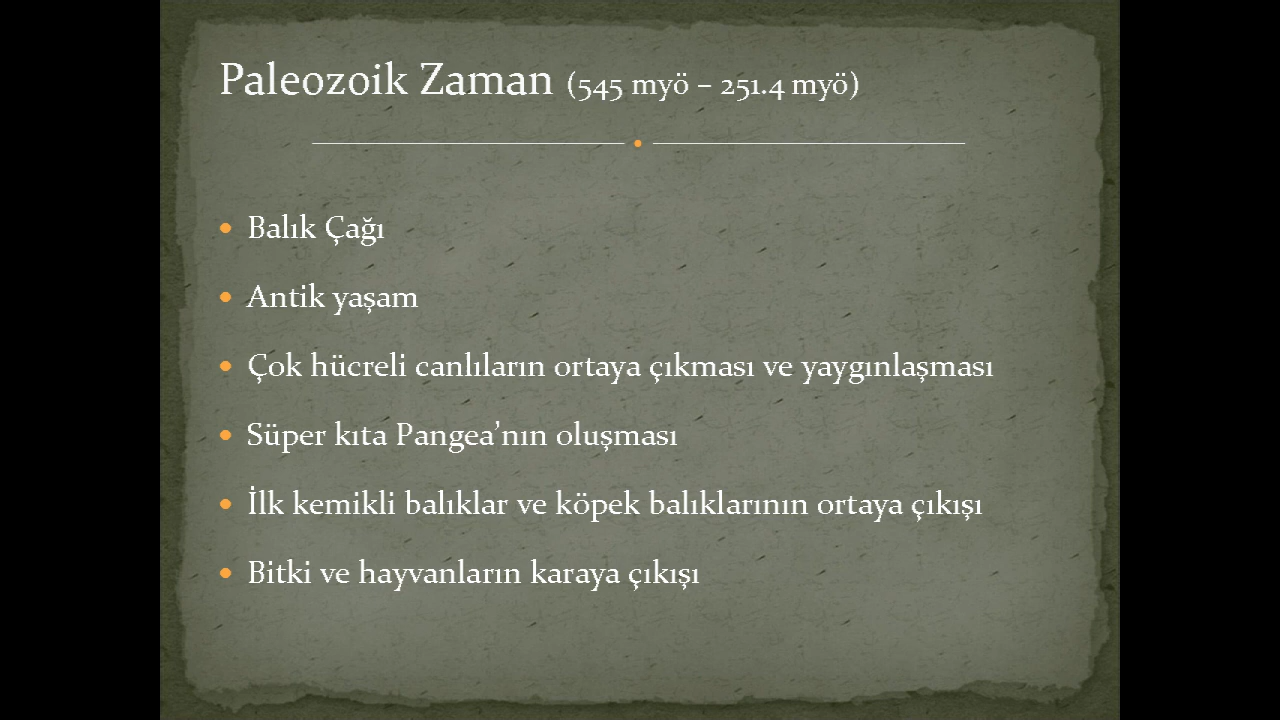 Paleozoik Zaman (545 myö – 251.4 myö)
Balık Çağı
Antik yaşam
Çok hücreli canlıların ortaya çıkması ve yaygınlaşması
Süper kıta Pangea’nın oluşması
İlk kemikli balıklar ve köpek balıklarının ortaya çıkışı
Bitki ve hayvanların karaya çıkışı